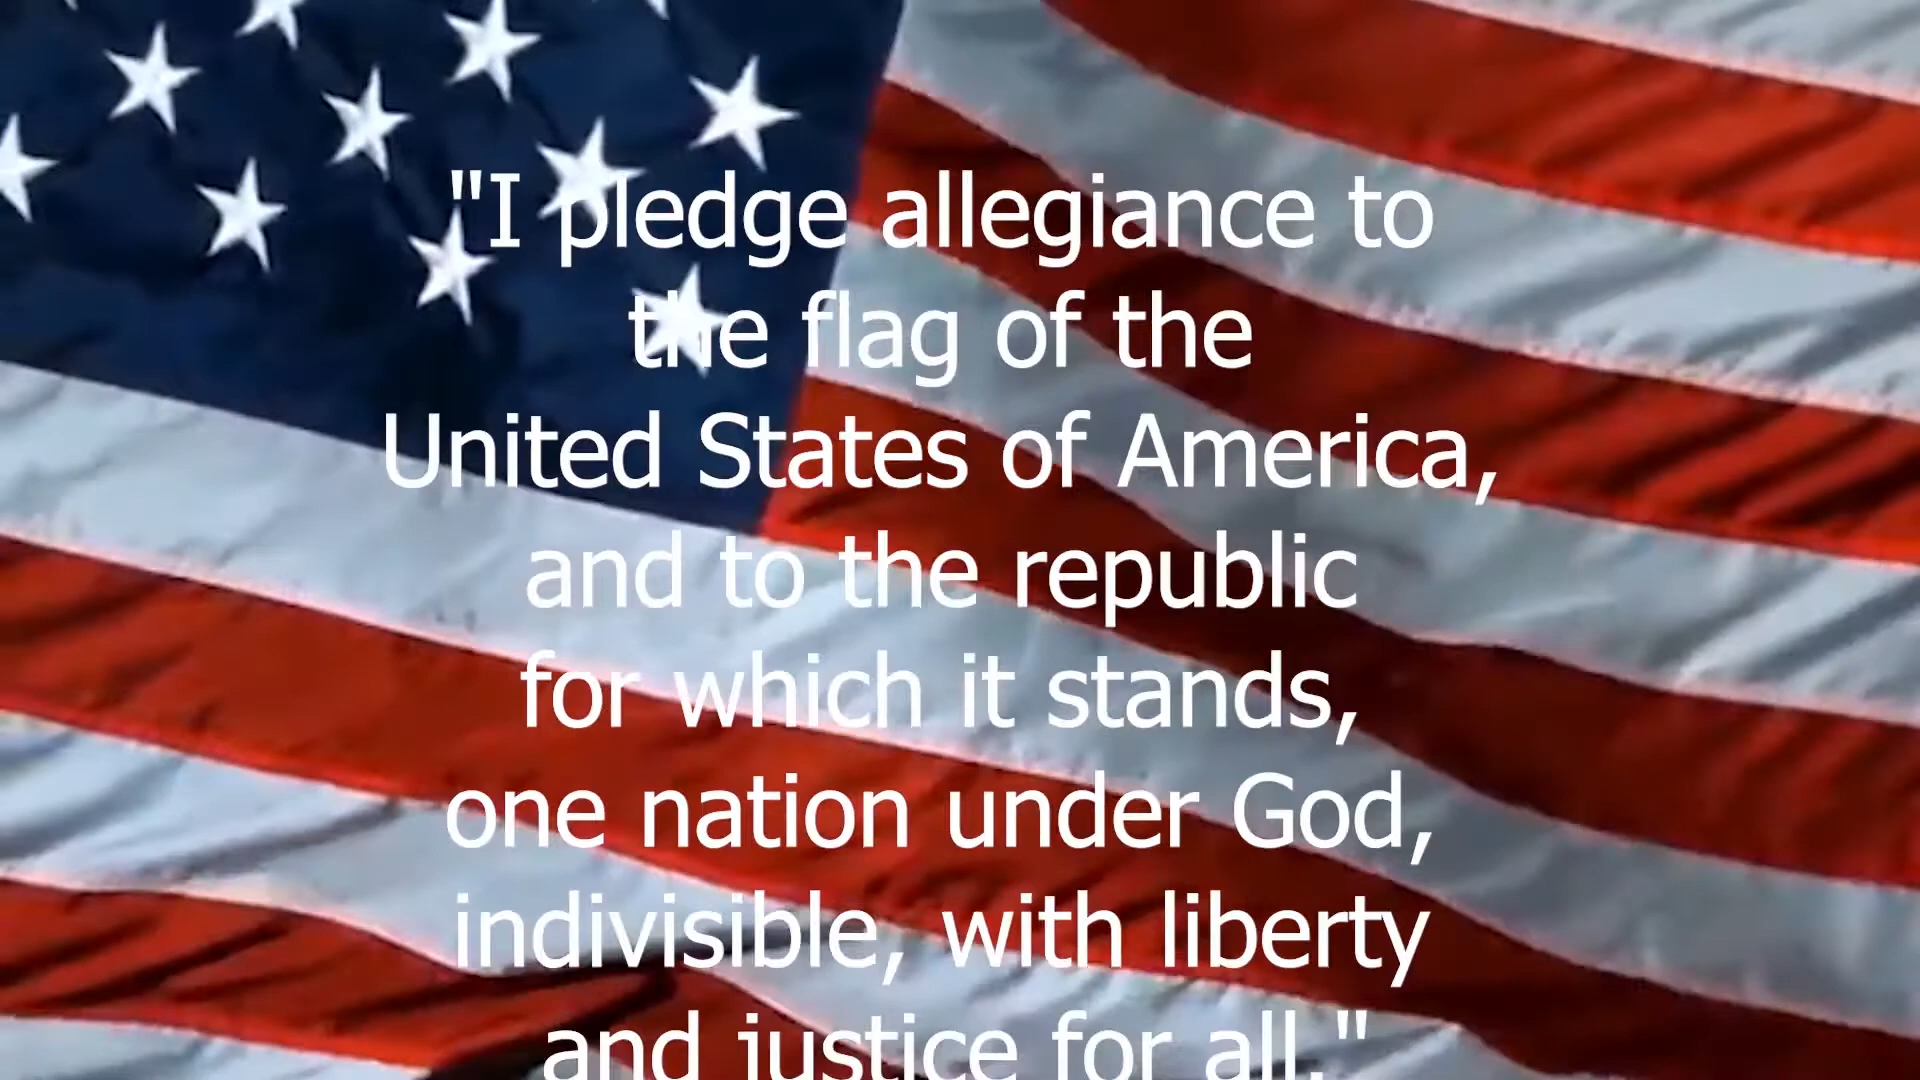 "I pledge allegiance to
the flag of the
United States of America,
and to the republic
for which it stands,
one nation under God,
indivisible, with liberty
and justice for all."